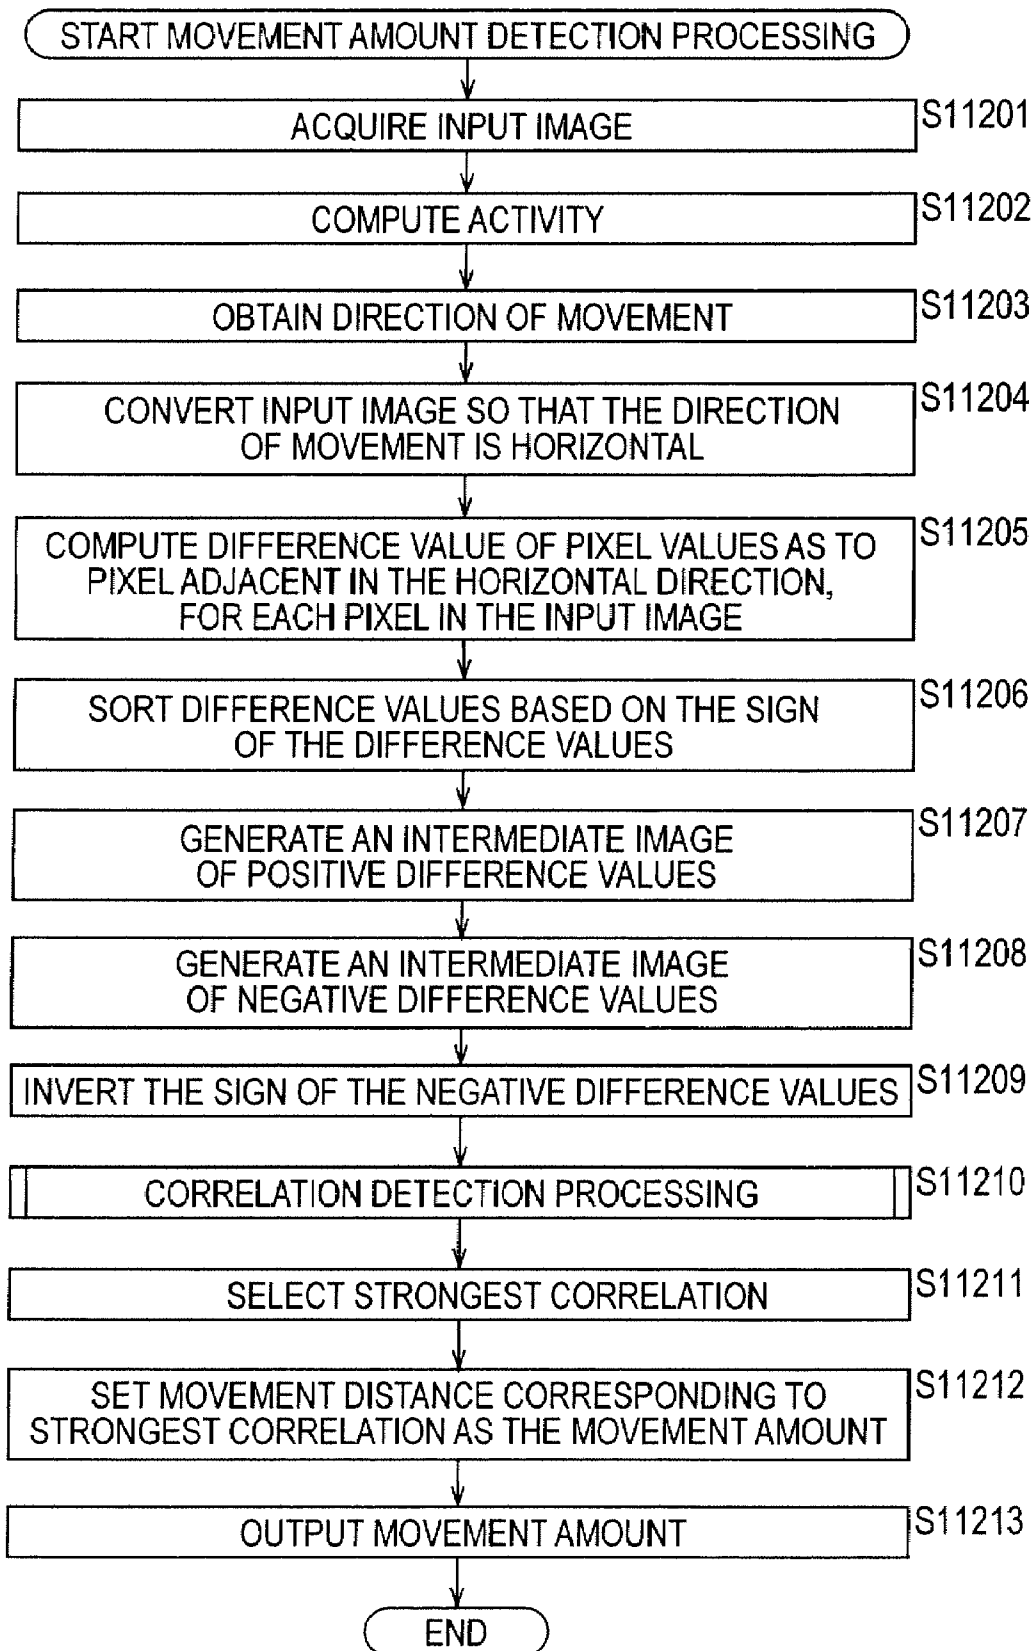 START MOVEMENT AMOUNT DETECTION PROCESSING
ACQUIRE INPUT IMAGE
S11201
COMPUTE ACTIVITY
S11202
OBTAIN DIRECTION OF MOVEMENT
S11203
CONVERT INPUT IMAGE SO THAT THE DIRECTION
OF MOVEMENT IS HORIZONTAL
S11204
COMPUTE DIFFERENCE VALUE OF PIXEL VALUES AS TO
PIXEL ADJACENT IN THE HORIZONTAL DIRECTION,
FOR EACH PIXEL IN THE INPUT IMAGE
S11205
SORT DIFFERENCE VALUES BASED ON THE SIGN
OF THE DIFFERENCE VALUES
S11206
GENERATE AN INTERMEDIATE IMAGE
OF POSITIVE DIFFERENCE VALUES
S11207
GENERATE AN INTERMEDIATE IMAGE
OF NEGATIVE DIFFERENCE VALUES
S11208
INVERT THE SIGN OF THE NEGATIVE DIFFERENCE VALUES
S11209
CORRELATION DETECTION PROCESSING
S11210
SELECT STRONGEST CORRELATION
S11211
SET MOVEMENT DISTANCE CORRESPONDING TO
STRONGEST CORRELATION AS THE MOVEMENT AMOUNT
S11212
OUTPUT MOVEMENT AMOUNT
S11213
END